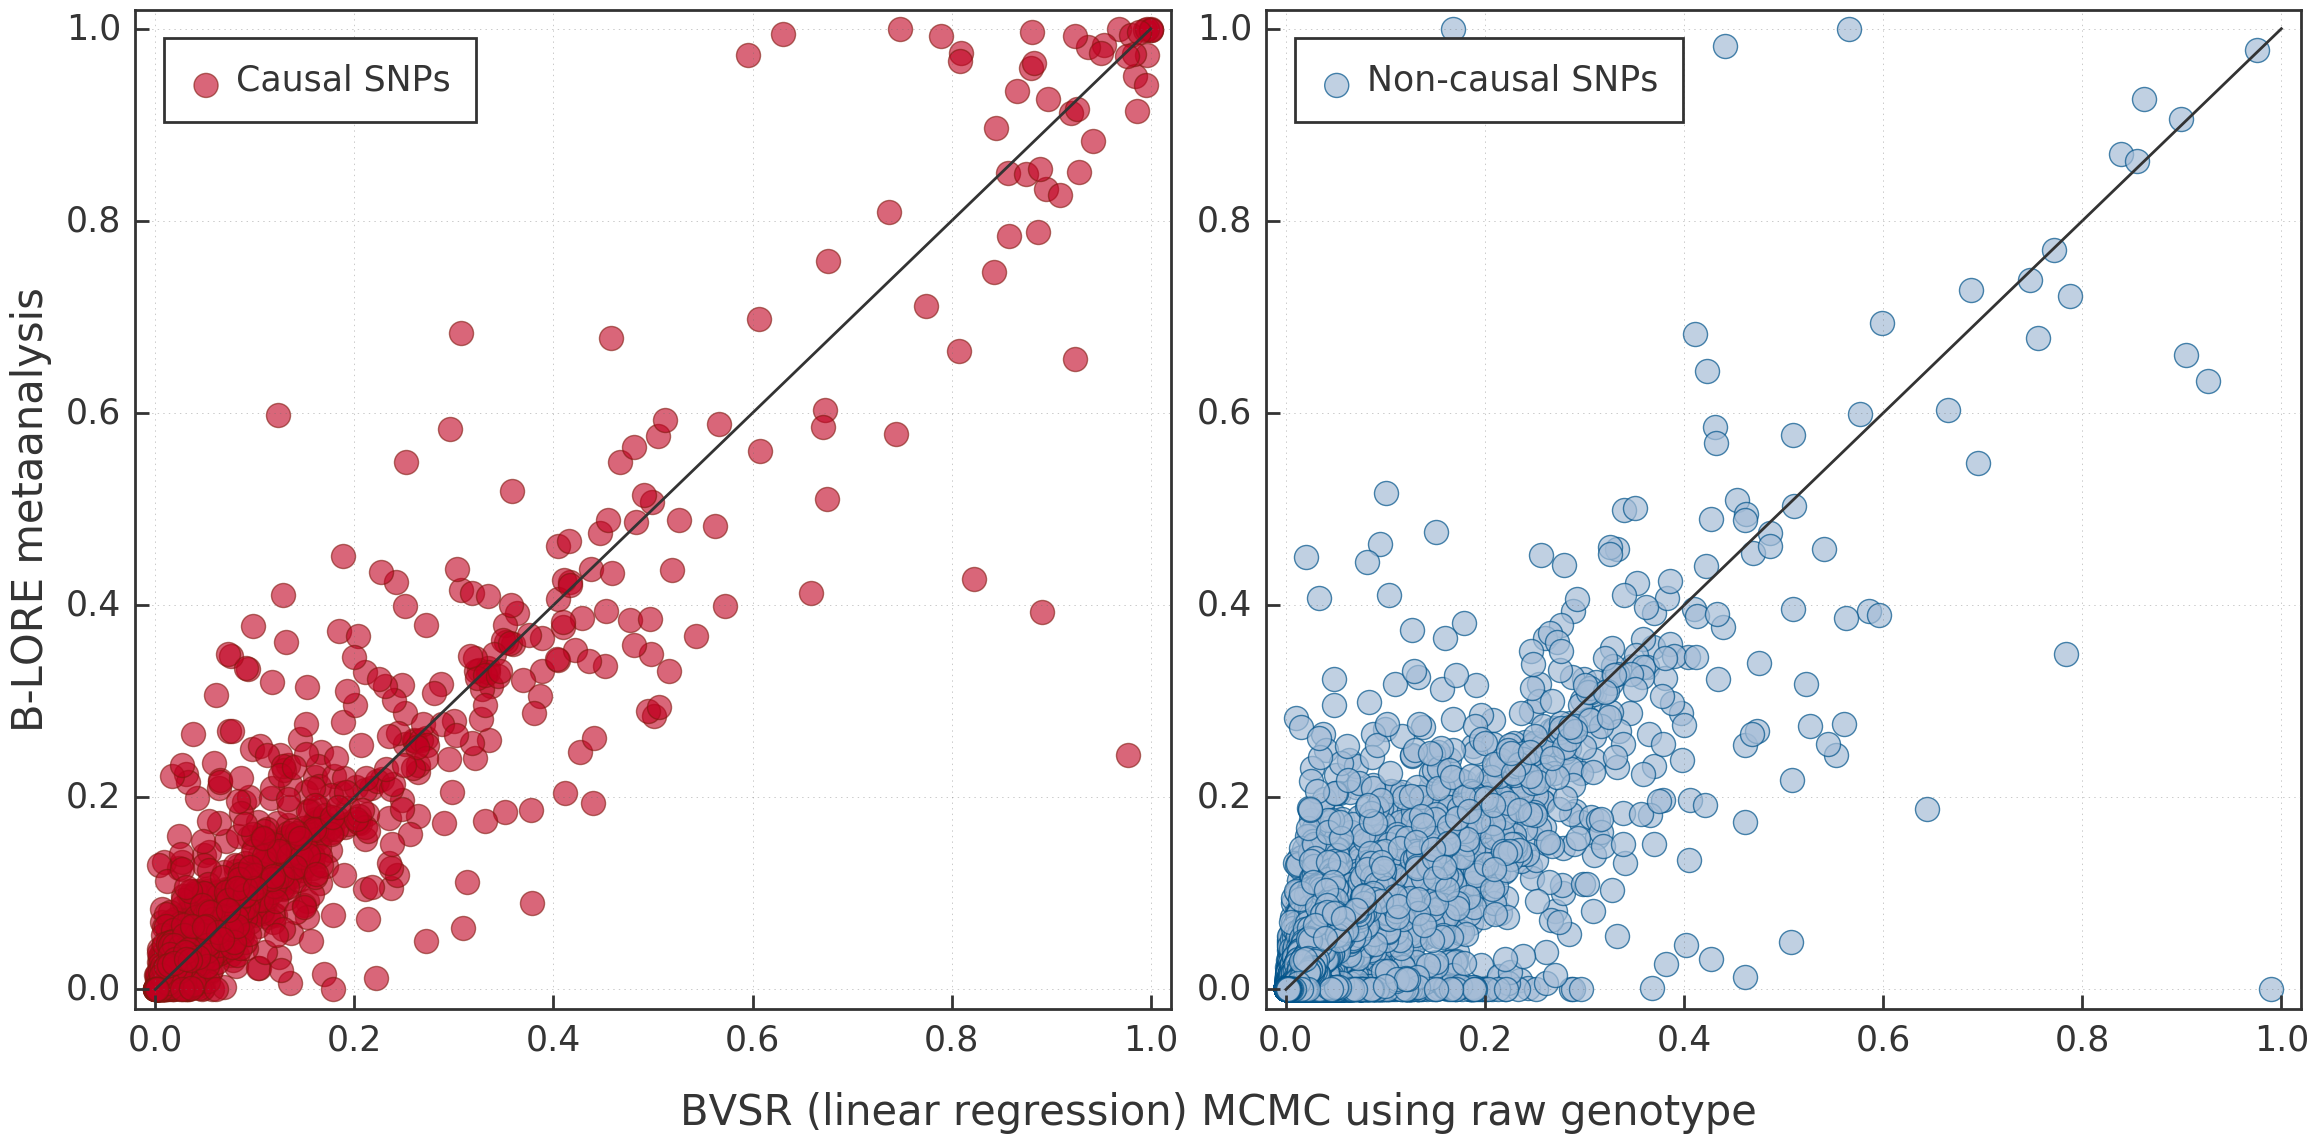 B-LORE metaanalysis
1.0
0.8
0.6
0.4
0.2
0.0
Causal SNPs
0.0 0.2 0.4 0.6 0.8 1.0
1.0
0.8
0.6
0.4
0.2
0.0
Non-causal SNPs
0.0 0.2 0.4 0.6 0.8 1.0
BVSR (linear regression) MCMC using raw genotype